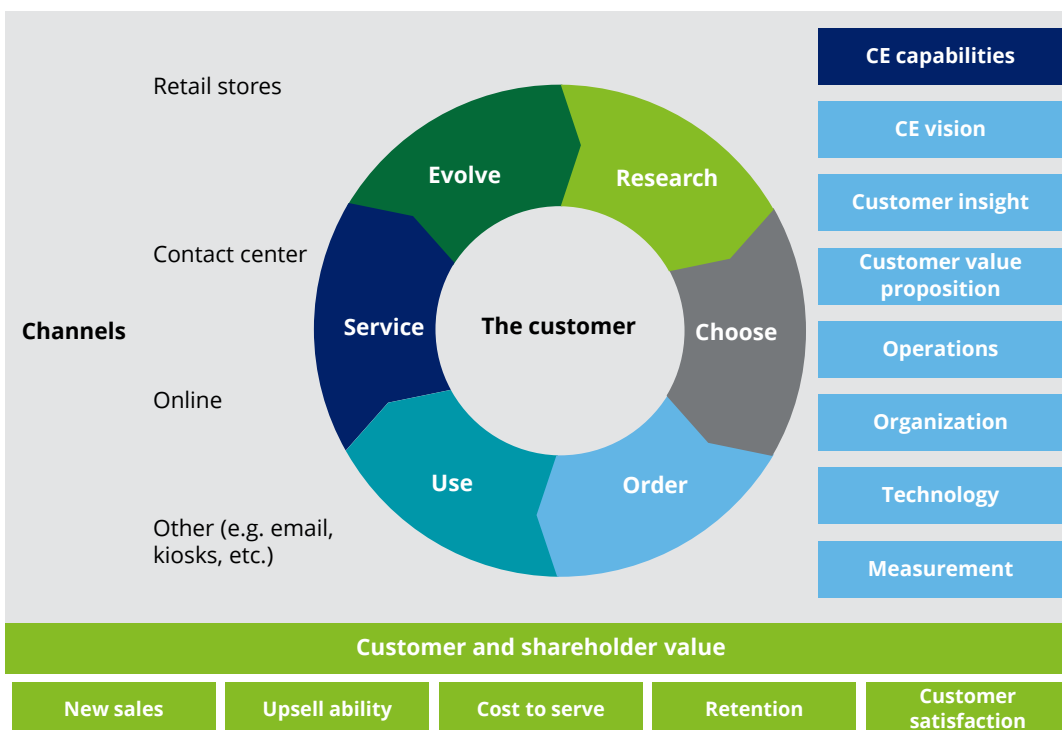 Channels
Retail stores
Contact center
Online
Other (e.g. email,
kiosks, etc.)
The customer
Research
Choose
Order
Use
Service
Evolve
CE capabilities
CE vision
Customer insight
Customer value
proposition
Operations
Organization
Technology
Measurement
Customer and shareholder value
New sales
Upsell ability
Cost to serve
Retention
Customer
satisfaction